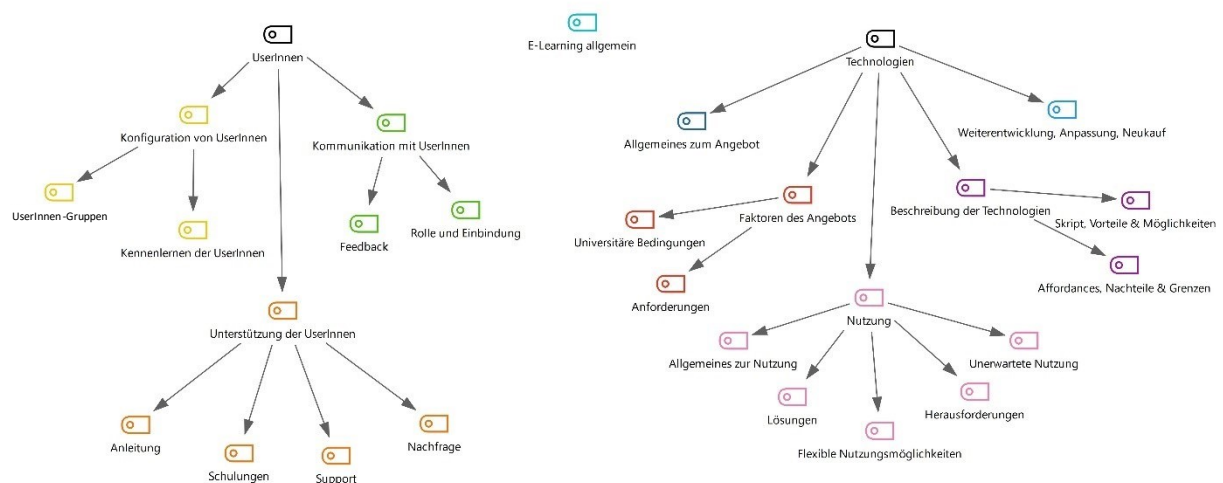 E-Learning allgemein
UserInnen
Technologien
Konfiguration von UserInnen
Kommunikation mit UserInnen
Allgemeines zum Angebot
Weiterentwicklung, Anpassung, Neukauf
UserInnen-Gruppen
Kennenlernen der UserInnen
Feedback
Rolle und Einbindung
Faktoren des Angebots
Beschreibung der Technologien
Universitäre Bedingungen
Skript, Vorteile & Möglichkeiten
Anforderungen
Affordances, Nachteile & Grenzen
Unterstützung der UserInnen
Nutzung
Allgemeines zur Nutzung
Unerwartete Nutzung
Lösungen
Herausforderungen
Flexible Nutzungsmöglichkeiten
Anleitung
Schulungen
Support
Nachfrage